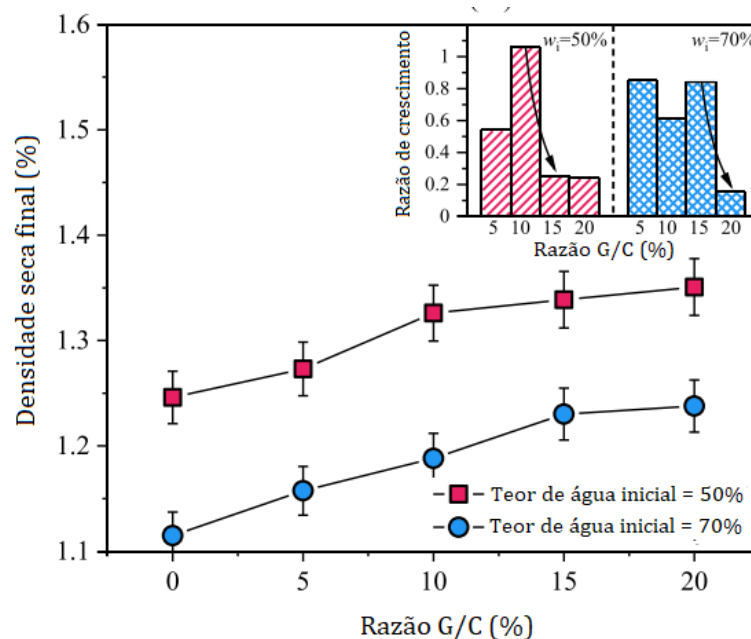 1.6
1.5
1.4
1.3
1.2
1.1
Densidade seca final (%)
0 5 10 15 20
Razão G/C (%)
Teor de água inicial = 50%
Teor de água inicial = 70%
1
0.8
0.6
0.4
0.2
0
Razão de crescimento
wi=50%
wi=70%
5 10 15 20 5 10 15 20
Razão G/C (%)